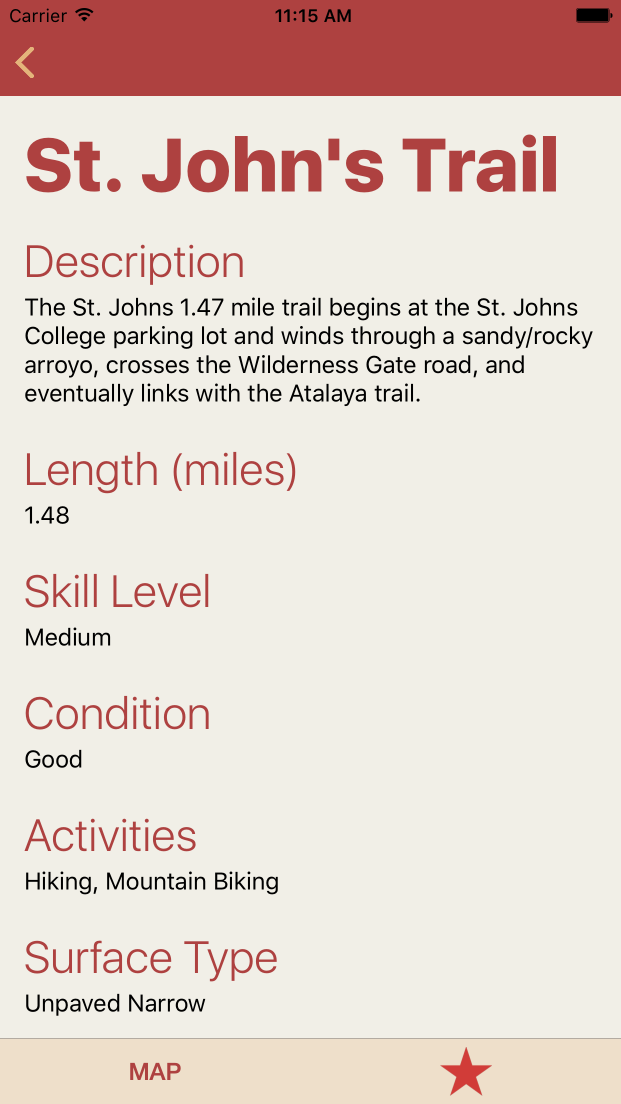 Carrier 11:15 AM
St. John's Trail
Description
The St. Johns 1.47 mile trail begins at the St. Johns
College parking lot and winds through a sandy/rocky
arroyo, crosses the Wilderness Gate road, and
eventually links with the Atalaya trail.
Length (miles)
1.48
Skill Level
Medium
Condition
Good
Activities
Hiking, Mountain Biking
Surface Type
Unpaved Narrow
MAP